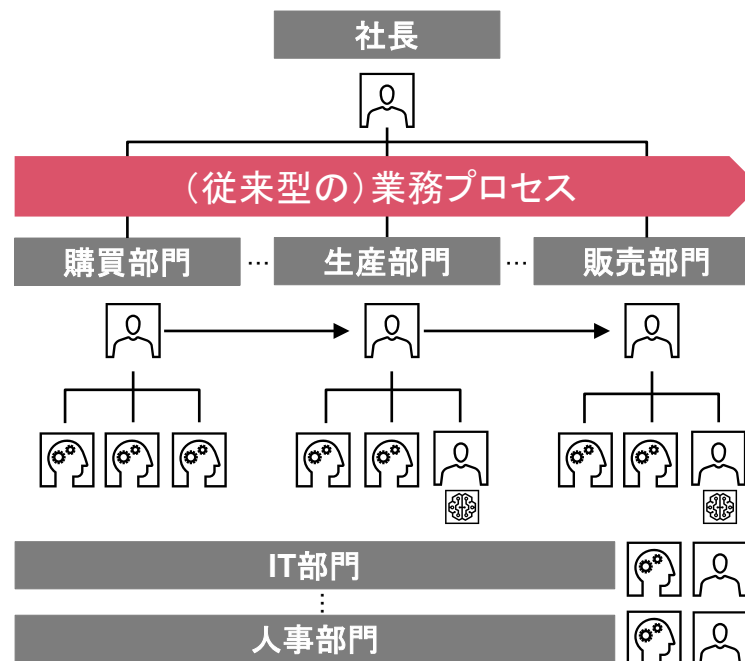 社長
（従来型の）業務プロセス
購買部門 … 生産部門 … 販売部門
IT部門
…
人事部門